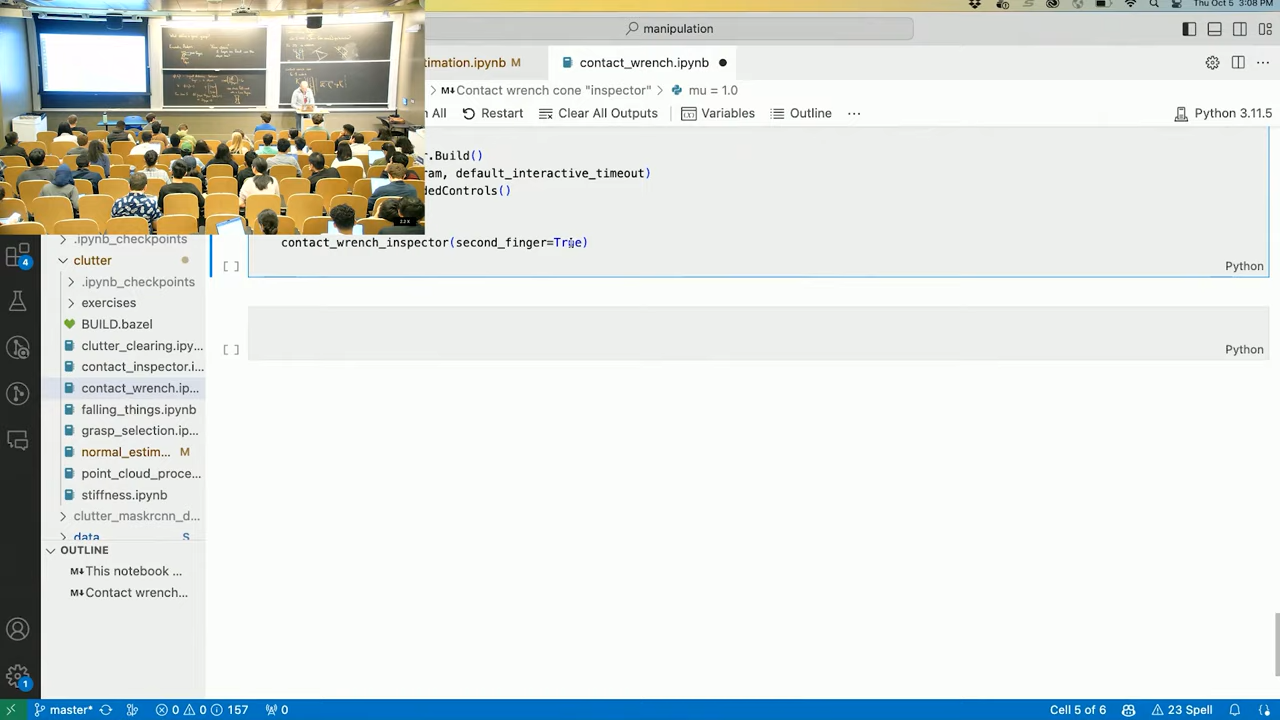 Thu Oct 5 3:08 PM
manipulation
timation.ipynb M
contact_wrench.ipynb
Contact wrench cone "inspector" > mu = 1.0
n All Restart Clear All Outputs Variables Outline ... Python 3.11.5
r.Build()
ram, default_interactive_timeout)
dedControls()
contact_wrench_inspector(second_finger=True)
[ ] Python
[ ] Python
.ipynb_checkpoints
clutter
.ipynb_checkpoints
exercises
BUILD.bazel
clutter_clearing.ipy...
contact_inspector.i...
contact_wrench.ip...
falling_things.ipynb
grasp_selection.ip...
normal_estim... M
point_cloud_proce...
stiffness.ipynb
clutter_maskrcnn_d...
data S
OUTLINE
This notebook ...
Contact wrench...
4
1
master* 0 0 157 0 Cell 5 of 6 23 Spell